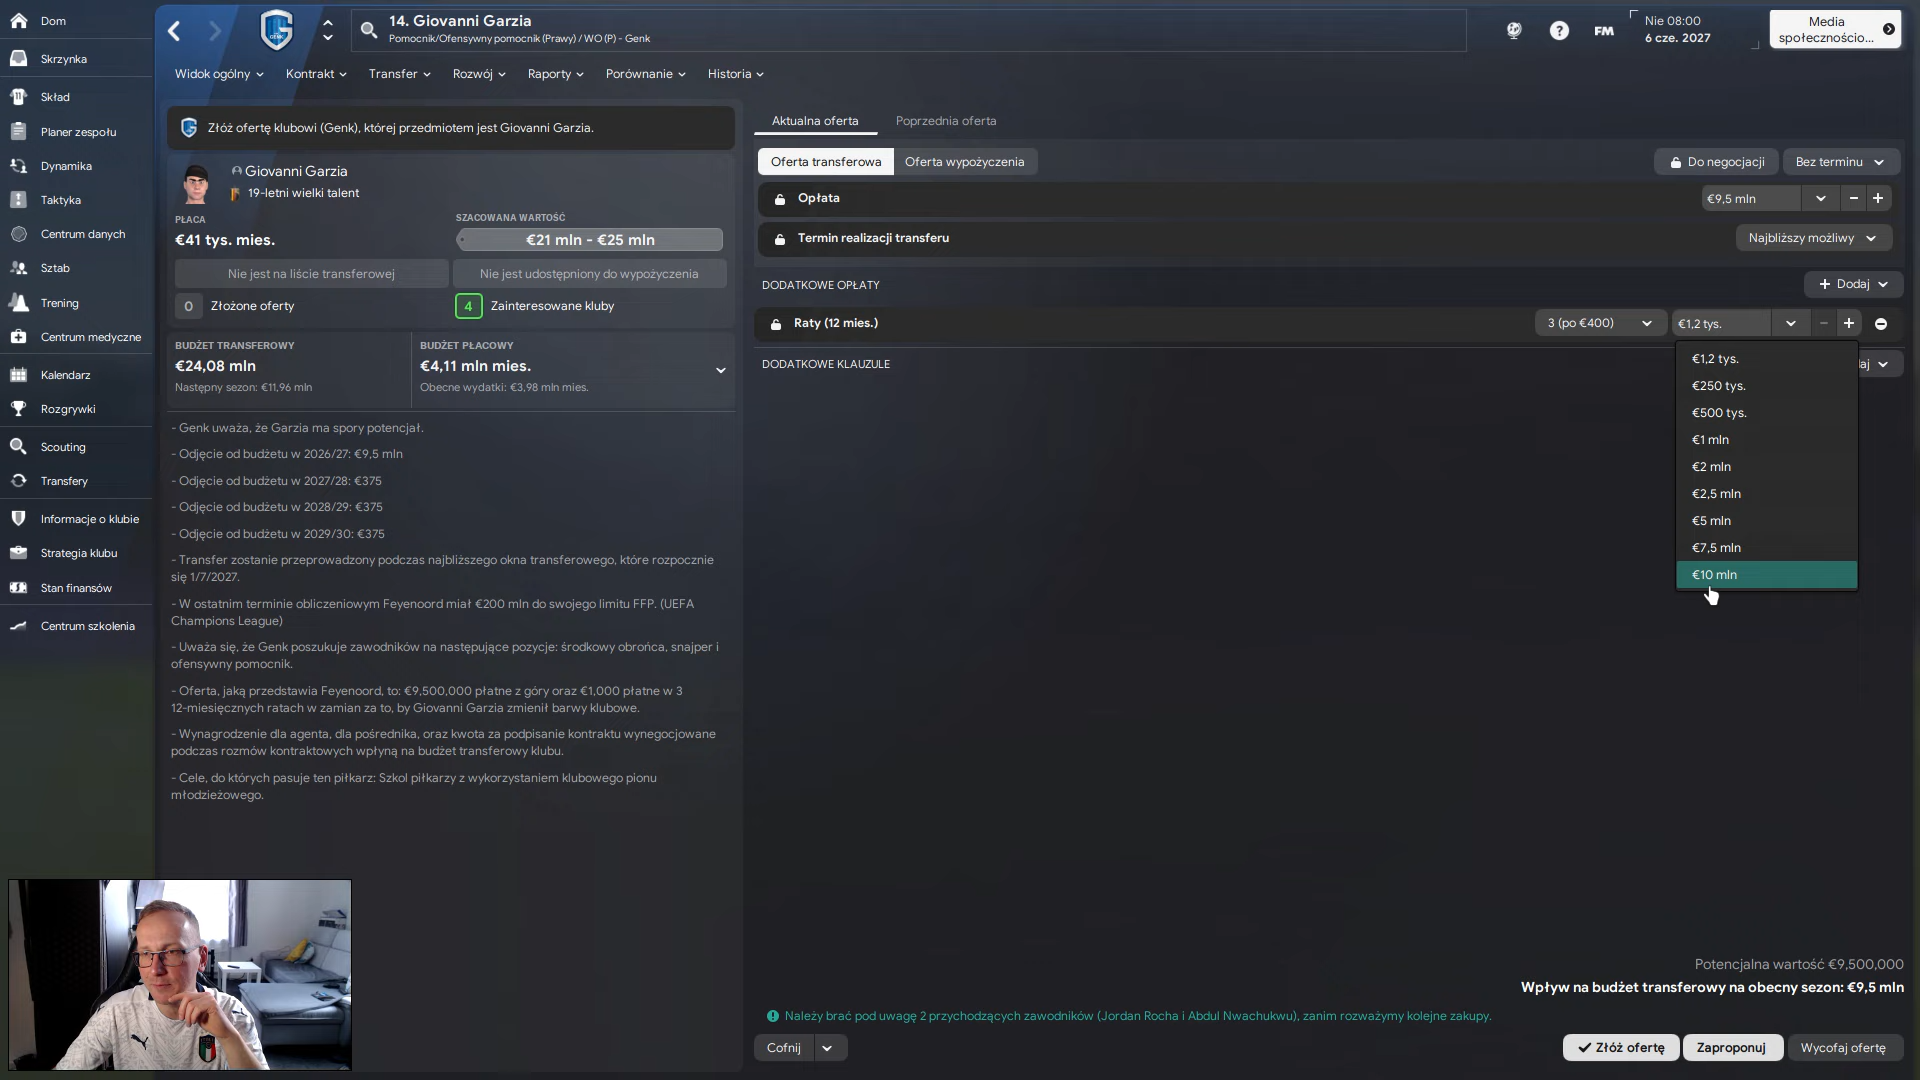 Dom
Skrzynka
Skład
Planer zespołu
Dynamika
Taktyka
Centrum danych
Sztab
Trening
Centrum medyczne
Kalendarz
Rozgrywki
Scouting
Transfery
Informacje o klubie
Strategia klubu
Stan finansów
Centrum szkolenia
14. Giovanni Garzia
Pomocnik/Ofensywny pomocnik (Prawy) / WO (P) - Genk
FM
Nie 08:00
6 cze. 2027
Media
społecznościo...
Widok ogólny
Kontrakt
Transfer
Rozwój
Raporty
Porównanie
Historia
Złóż ofertę klubowi (Genk), której przedmiotem jest Giovanni Garzia.
Giovanni Garzia
19-letni wielki talent
PŁACA
€41 tys. mies.
SZACOWANA WARTOŚĆ
€21 mln - €25 mln
Nie jest na liście transferowej
Nie jest udostępniony do wypożyczenia
0 Złożone oferty
4 Zainteresowane kluby
BUDŻET TRANSFEROWY
€24,08 mln
Następny sezon: €11,96 mln
BUDŻET PŁACOWY
€4,11 mln mies.
Obecne wydatki: €3,98 mln mies.
- Genk uważa, że Garzia ma spory potencjał.
- Odjęcie od budżetu w 2026/27: €9,5 mln
- Odjęcie od budżetu w 2027/28: €375
- Odjęcie od budżetu w 2028/29: €375
- Odjęcie od budżetu w 2029/30: €375
- Transfer zostanie przeprowadzony podczas najbliższego okna transferowego, które rozpocznie
się 1/7/2027.
- W ostatnim terminie obliczeniowym Feyenoord miał €200 mln do swojego limitu FFP. (UEFA
Champions League)
- Uważa się, że Genk poszukuje zawodników na następujące pozycje: środkowy obrońca, snajper i
ofensywny pomocnik.
- Oferta, jaką przedstawia Feyenoord, to: €9,500,000 płatne z góry oraz €1,000 płatne w 3
12-miesięcznych ratach w zamian za to, by Giovanni Garzia zmienił barwy klubowe.
- Wynagrodzenie dla agenta, dla pośrednika, oraz kwota za podpisanie kontraktu wynegocjowane
podczas rozmów kontraktowych wpłyną na budżet transferowy klubu.
- Cele, do których pasuje ten piłkarz: Szkol piłkarzy z wykorzystaniem klubowego pionu
młodzieżowego.
Aktualna oferta
Poprzednia oferta
Oferta transferowa
Oferta wypożyczenia
Do negocjacji
Bez terminu
Opłata
€9,5 mln
Termin realizacji transferu
Najbliższy możliwy
DODATKOWE OPŁATY
Dodaj
Raty (12 mies.)
3 (po €400)
€1,2 tys.
DODATKOWE KLAUZULE
aj
€1,2 tys.
€250 tys.
€500 tys.
€1 mln
€2 mln
€2,5 mln
€5 mln
€7,5 mln
€10 mln
Potencjalna wartość €9,500,000
Wpływ na budżet transferowy na obecny sezon: €9,5 mln
Należy brać pod uwagę 2 przychodzących zawodników (Jordan Rocha i Abdul Nwachukwu), zanim rozważymy kolejne zakupy.
Cofnij
Złóż ofertę
Zaproponuj
Wycofaj ofertę